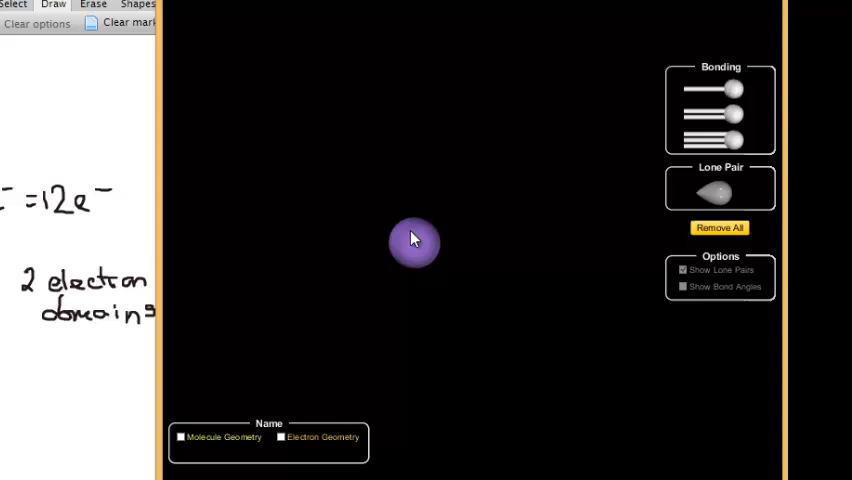 Select Draw Erase Shapes
Clear options Clear mark
= 12e⁻
2 electron
domains
Bonding
Lone Pair
Remove All
Options
Show Lone Pairs
Show Bond Angles
Name
Molecule Geometry Electron Geometry